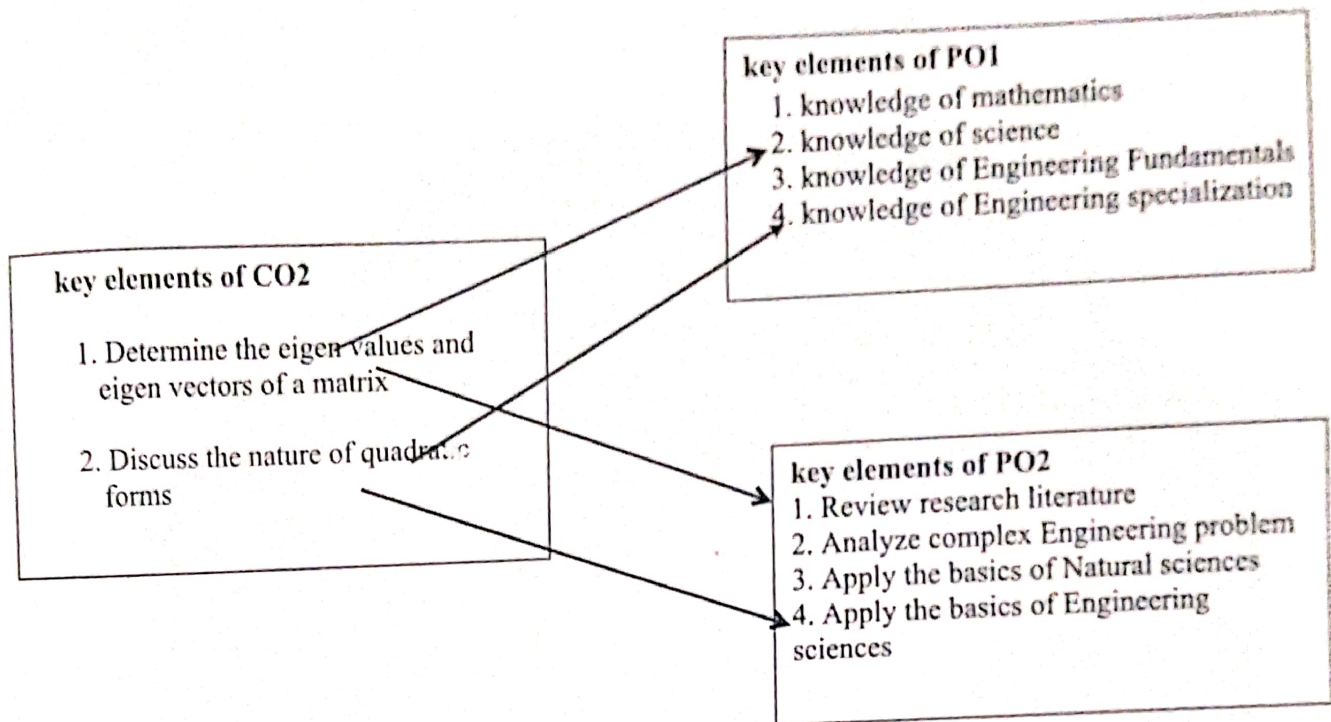 key elements of PO1
1. knowledge of mathematics
2. knowledge of science
3. knowledge of Engineering Fundamentals
4. knowledge of Engineering specialization
key elements of CO2
1. Determine the eigen values and
eigen vectors of a matrix
2. Discuss the nature of quadratic
forms
key elements of PO2
1. Review research literature
2. Analyze complex Engineering problem
3. Apply the basics of Natural sciences
4. Apply the basics of Engineering
sciences